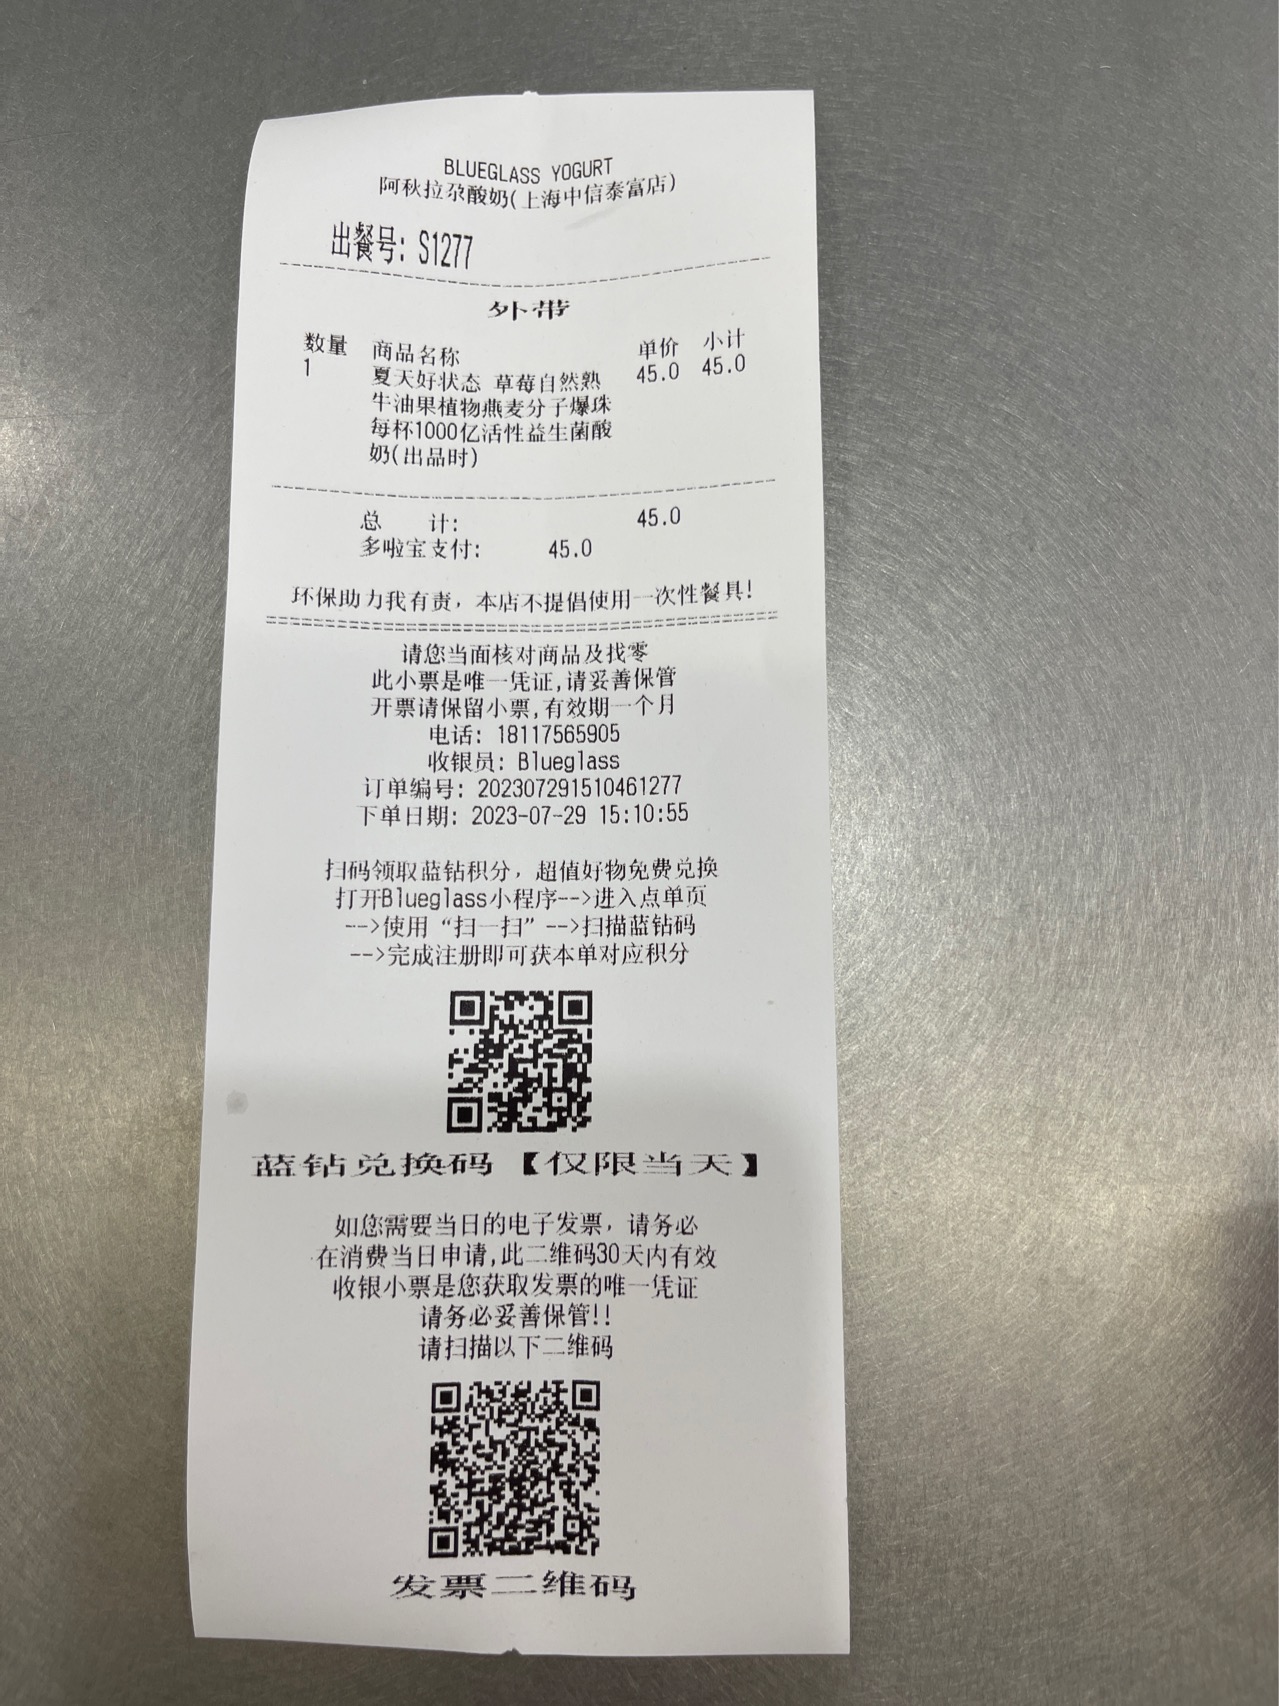 BLUEGLASS YOGURT
阿秋拉尕酸奶(上海中信泰富店)
出餐号: S1277
外带
数量 商品名称 单价 小计
1 夏天好状态 草莓自然熟 45.0 45.0
牛油果植物燕麦分子爆珠
每杯1000亿活性益生菌酸
奶(出品时)
总 计: 45.0
多啦宝支付: 45.0
环保助力我有责，本店不提倡使用一次性餐具!
请您当面核对商品及找零
此小票是唯一凭证,请妥善保管
开票请保留小票,有效期一个月
电话: 18117565905
收银员: Blueglass
订单编号: 202307291510461277
下单日期: 2023-07-29 15:10:55
扫码领取蓝钻积分，超值好物免费兑换
打开Blueglass小程序-->进入点单页
-->使用“扫一扫”-->扫描蓝钻码
-->完成注册即可获本单对应积分
蓝钻兑换码【仅限当天】
如您需要当日的电子发票，请务必
在消费当日申请,此二维码30天内有效
收银小票是您获取发票的唯一凭证
请务必妥善保管!!
请扫描以下二维码
发票二维码